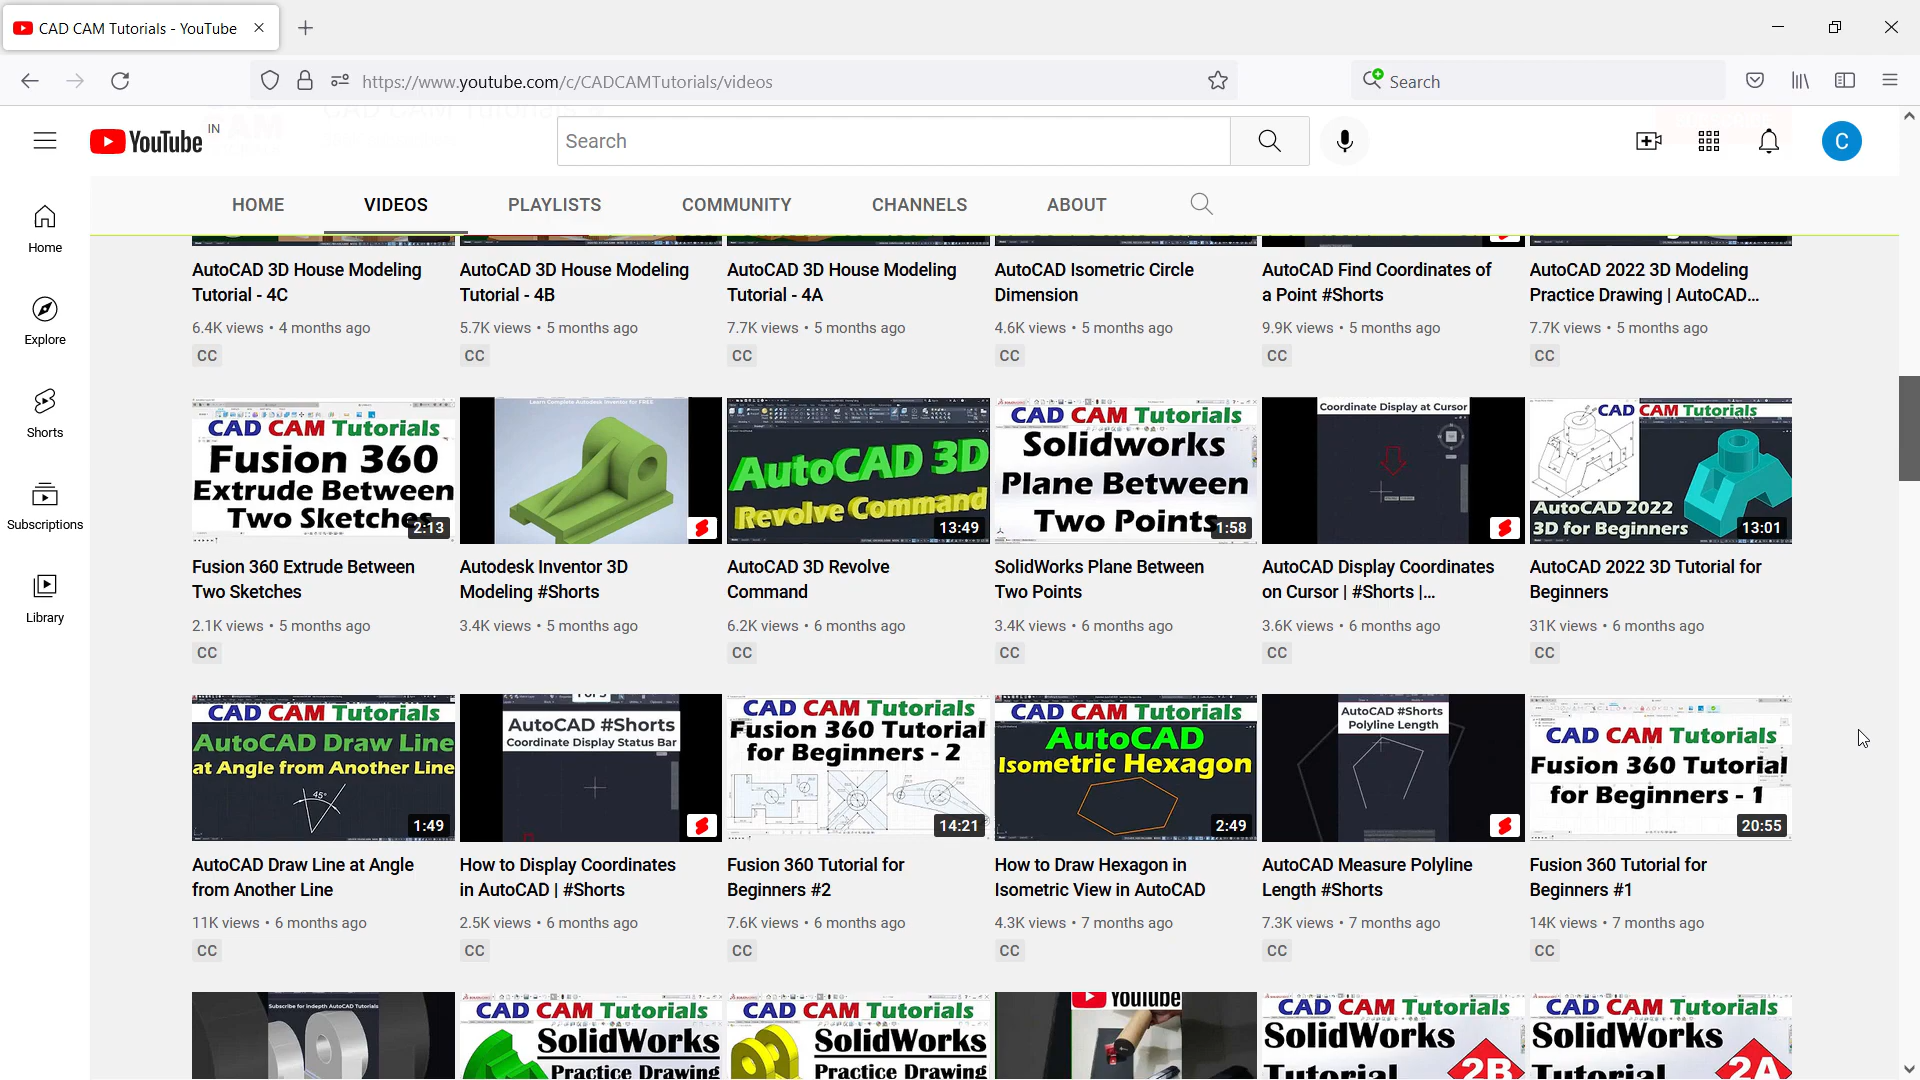 CAD CAM Tutorials - YouTube
https://www.youtube.com/c/CADCAMTutorials/videos
Search
YouTube IN
Search
C
HOME
VIDEOS
PLAYLISTS
COMMUNITY
CHANNELS
ABOUT
Home
Explore
Shorts
Subscriptions
Library
AutoCAD 3D House Modeling
Tutorial - 4C
6.4K views • 4 months ago
CC
AutoCAD 3D House Modeling
Tutorial - 4B
5.7K views • 5 months ago
CC
AutoCAD 3D House Modeling
Tutorial - 4A
7.7K views • 5 months ago
CC
AutoCAD Isometric Circle
Dimension
4.6K views • 5 months ago
CC
AutoCAD Find Coordinates of
a Point #Shorts
9.9K views • 5 months ago
CC
AutoCAD 2022 3D Modeling
Practice Drawing | AutoCAD...
7.7K views • 5 months ago
CC
CAD CAM Tutorials
Fusion 360
Extrude Between
Two Sketches
2:13
Fusion 360 Extrude Between
Two Sketches
2.1K views • 5 months ago
CC
Learn Complete Autodesk Inventor for FREE
Autodesk Inventor 3D
Modeling #Shorts
3.4K views • 5 months ago
CC
AutoCAD 3D
Revolve Command
13:49
AutoCAD 3D Revolve
Command
6.2K views • 6 months ago
CC
CAD CAM Tutorials
Solidworks
Plane Between
Two Points
1:58
SolidWorks Plane Between
Two Points
3.4K views • 6 months ago
CC
Coordinate Display at Cursor
AutoCAD Display Coordinates
on Cursor | #Shorts |...
3.6K views • 6 months ago
CC
CAD CAM Tutorials
AutoCAD 2022
3D for Beginners
13:01
AutoCAD 2022 3D Tutorial for
Beginners
31K views • 6 months ago
CC
CAD CAM Tutorials
AutoCAD Draw Line
at Angle from Another Line
45°
1:49
AutoCAD Draw Line at Angle
from Another Line
11K views • 6 months ago
CC
AutoCAD #Shorts
Coordinate Display Status Bar
How to Display Coordinates
in AutoCAD | #Shorts
2.5K views • 6 months ago
CC
CAD CAM Tutorials
Fusion 360 Tutorial
for Beginners - 2
14:21
Fusion 360 Tutorial for
Beginners #2
7.6K views • 6 months ago
CC
CAD CAM Tutorials
AutoCAD
Isometric Hexagon
2:49
How to Draw Hexagon in
Isometric View in AutoCAD
4.3K views • 7 months ago
CC
AutoCAD #Shorts
Polyline Length
AutoCAD Measure Polyline
Length #Shorts
7.3K views • 7 months ago
CC
CAD CAM Tutorials
Fusion 360 Tutorial
for Beginners - 1
20:55
Fusion 360 Tutorial for
Beginners #1
14K views • 7 months ago
CC
Subscribe for indepth AutoCAD Tutorials
CAD CAM Tutorials
SolidWorks
Practice Drawing
CAD CAM Tutorials
SolidWorks
Practice Drawing
YouTube
CAD CAM Tutorials
SolidWorks
Tutorial 2B
CAD CAM Tutorials
SolidWorks
Tutorial 2A